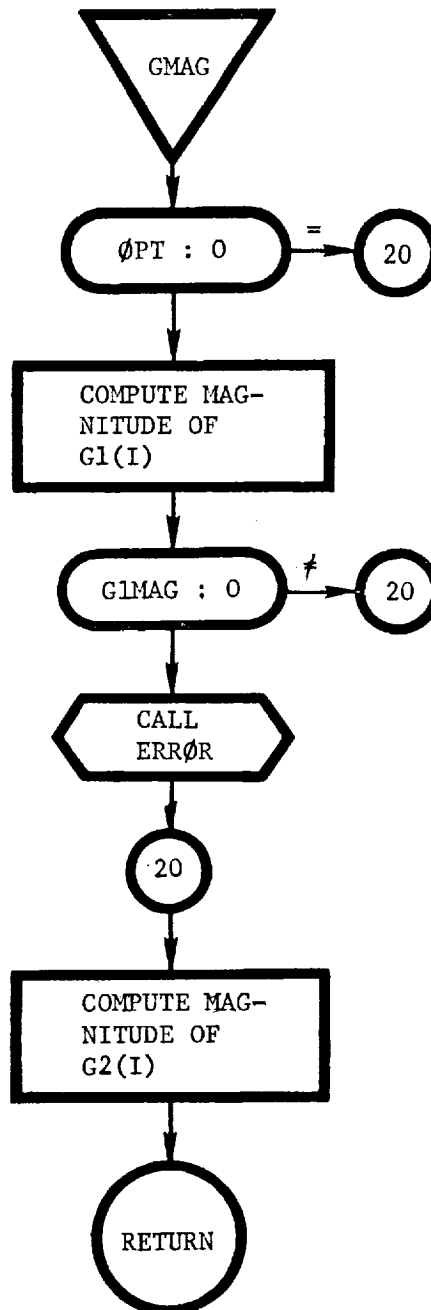 GMAG
ØPT : 0
=
20
COMPUTE MAG-
NITUDE OF
G1(I)
G1MAG : 0
≠
20
CALL
ERRØR
20
COMPUTE MAG-
NITUDE OF
G2(I)
RETURN